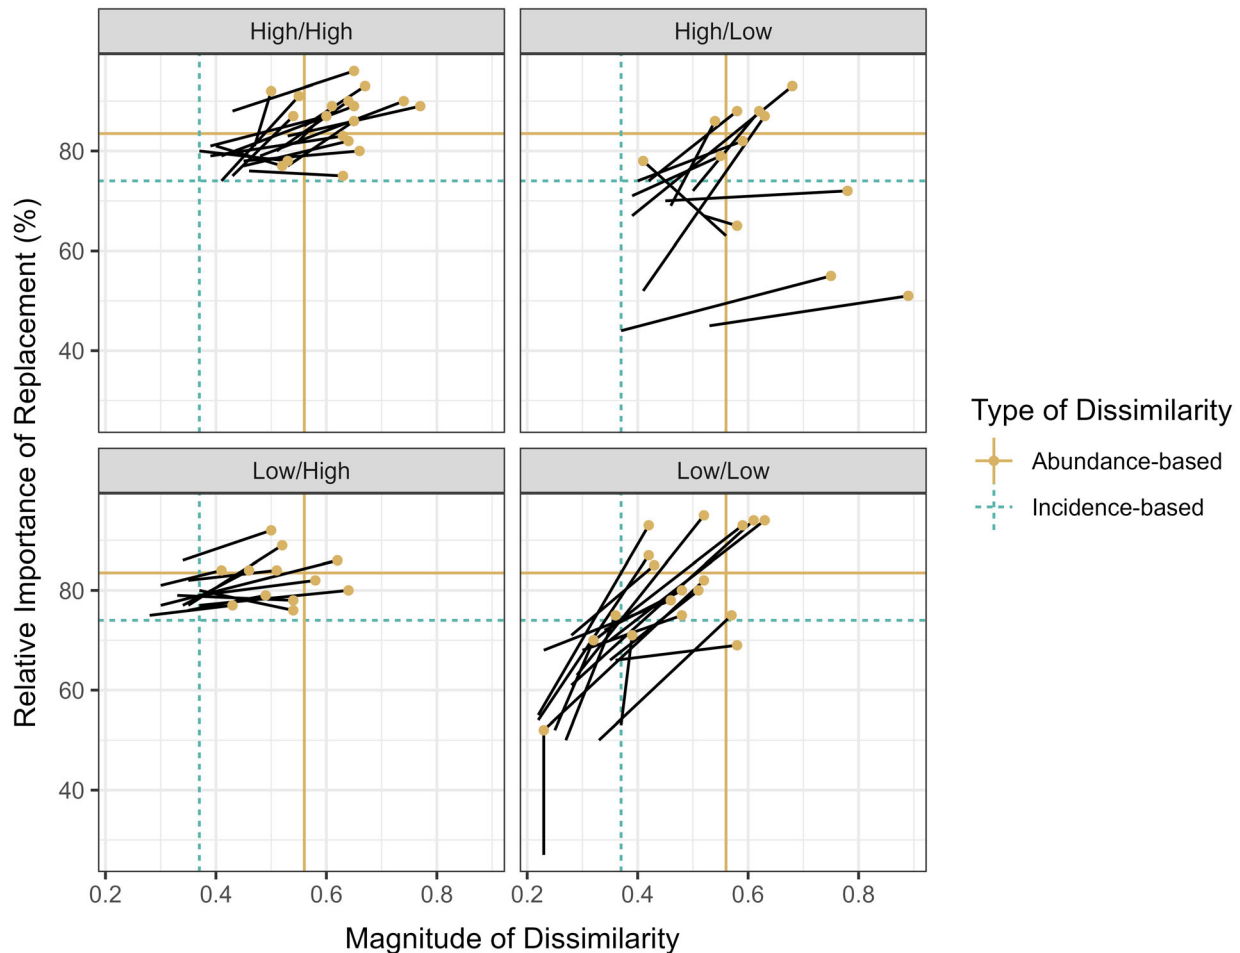 High/High
High/Low
80
60
40
Low/High
Low/Low
80
60
40
0.2
0.4
0.6
0.8
0.2
0.4
0.6
0.8
Relative Importance of Replacement (%)
Magnitude of Dissimilarity
Type of Dissimilarity
Abundance-based
Incidence-based